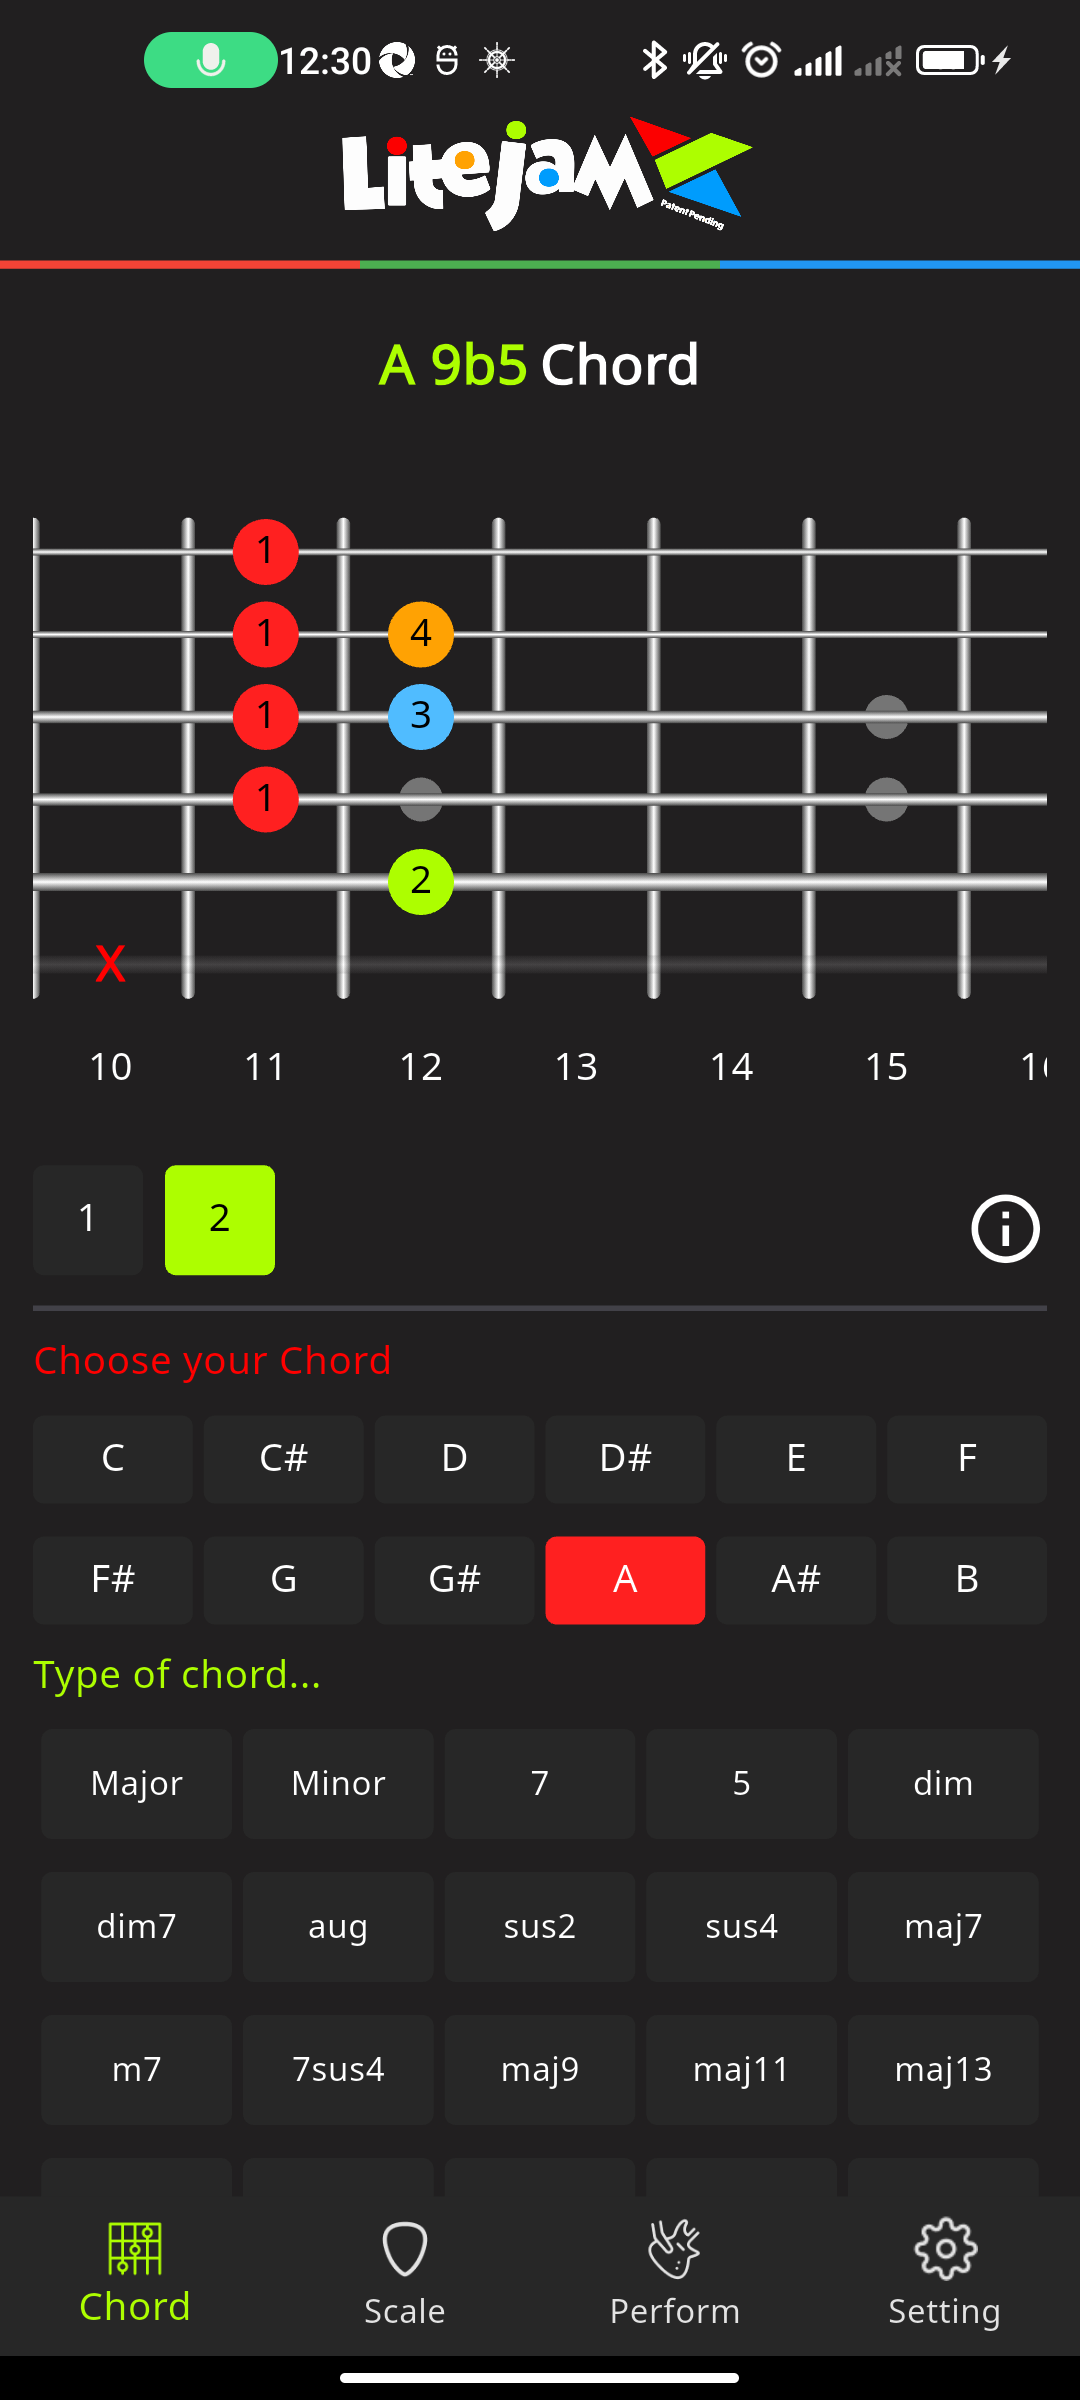 12:30
Litejam
Patent Pending
A 9b5 Chord
1
1 4
1 3
1
2
X
10 11 12 13 14 15
1 2
Choose your Chord
C C# D D# E F
F# G G# A A# B
Type of chord...
Major Minor 7 5 dim
dim7 aug sus2 sus4 maj7
m7 7sus4 maj9 maj11 maj13
Chord Scale Perform Setting